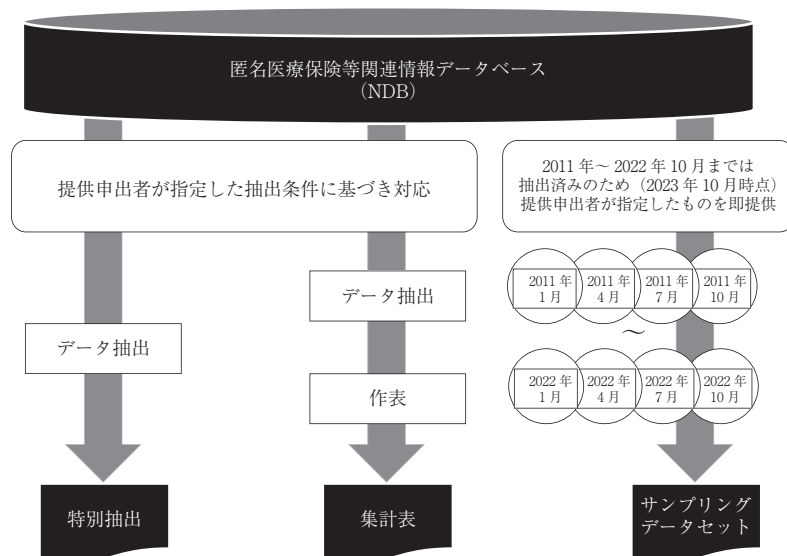 匿名医療保険等関連情報データベース
(NDB)
提供申出者が指定した抽出条件に基づき対応
2011年～2022年10月までは
抽出済みのため（2023年10月時点）
提供申出者が指定したものを即提供
データ抽出
データ抽出
作表
2011年
1月
2011年
4月
2011年
7月
2011年
10月
～
2022年
1月
2022年
4月
2022年
7月
2022年
10月
特別抽出
集計表
サンプリング
データセット